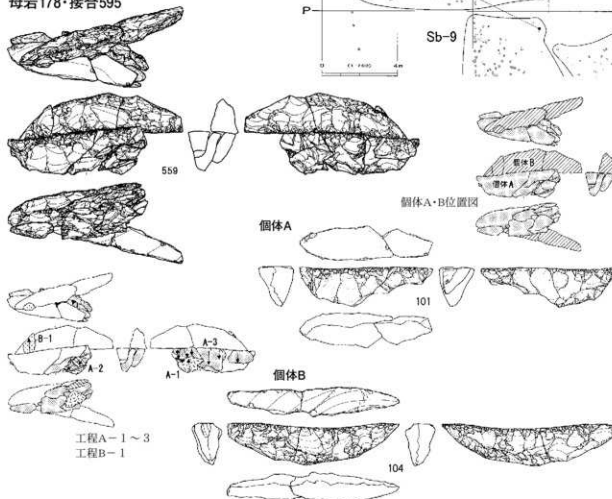 母岩178・接合595
P
Sb-9
559
個体B
個体A
個体A・B位置図
個体A
101
B-1
A-2
A-3
A-1
工程A－1～3
工程B－1
個体B
104